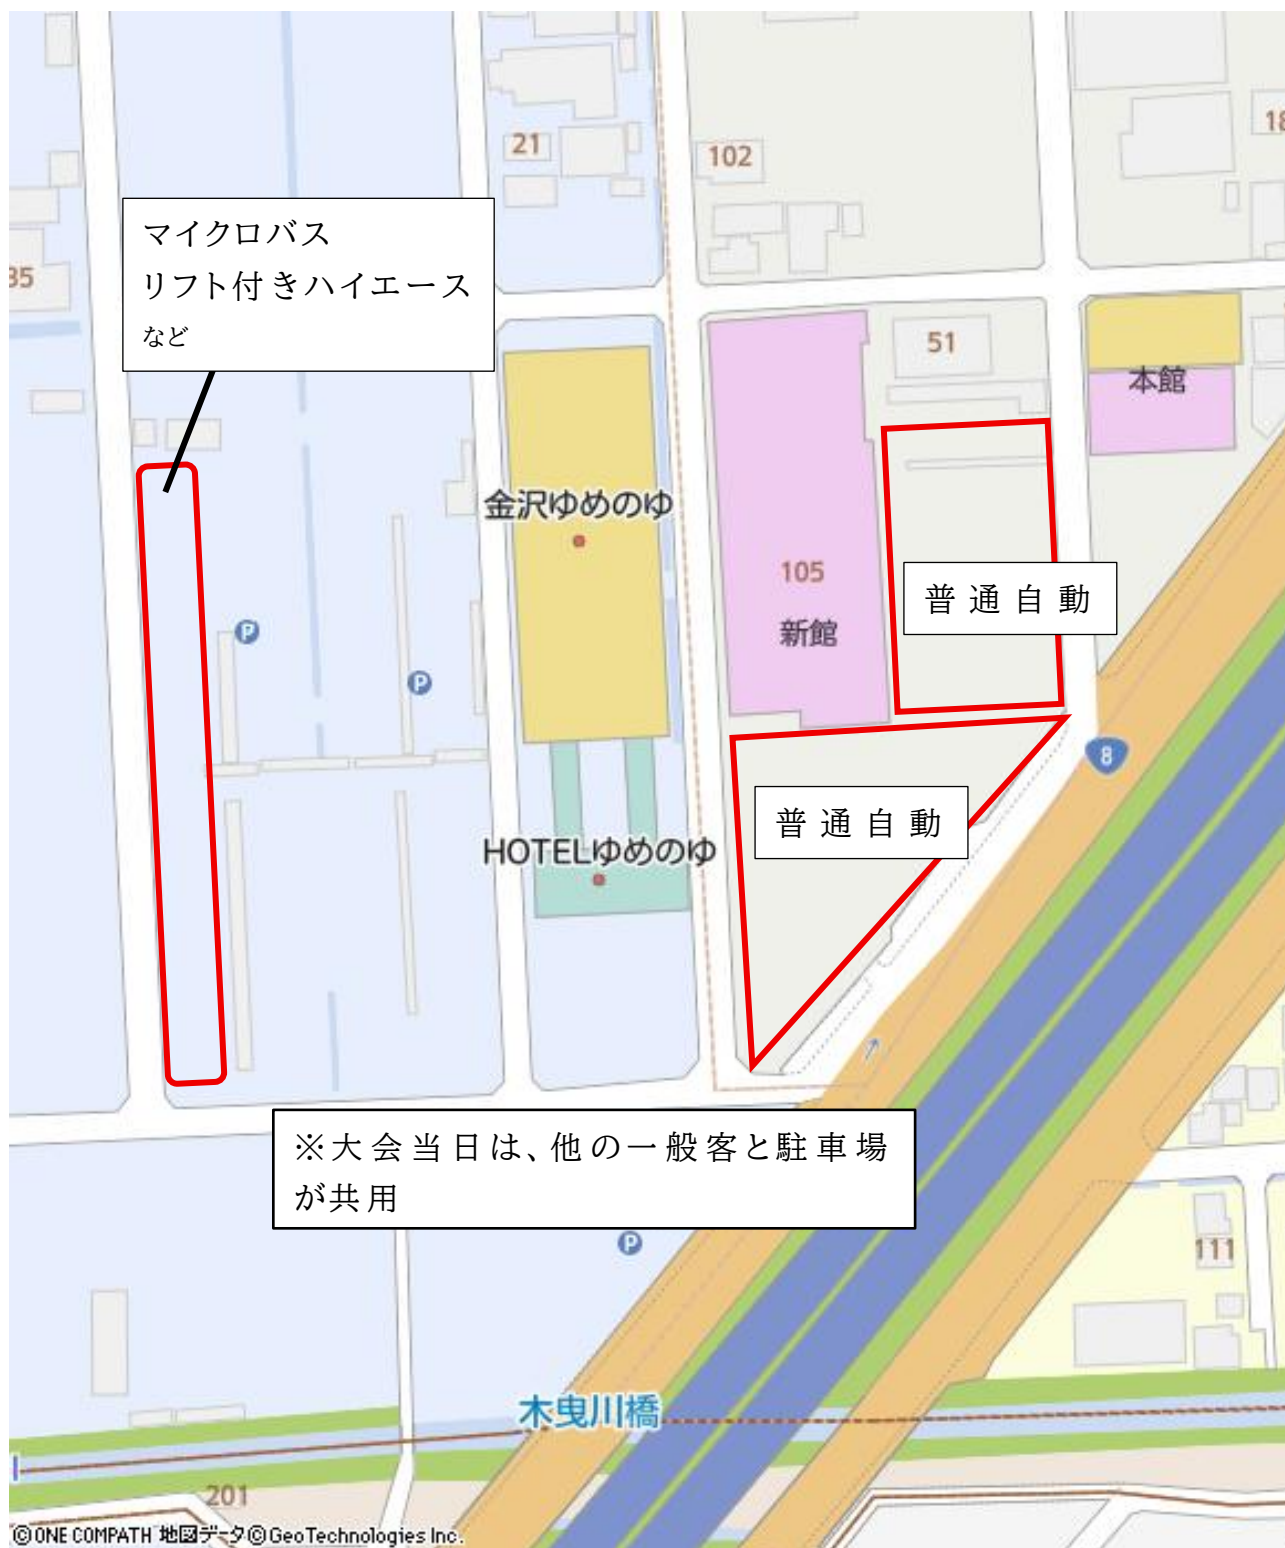 21
102
18
マイクロバス
リフト付きハイエース
など
35
51
本館
金沢ゆめのゆ
105
新館
普通自動
P
P
8
普通自動
HOTELゆめのゆ
※大会当日は、他の一般客と駐車場
が共用
P
111
木曳川橋
201
©ONE COMPATH 地図データ©GeoTechnologies Inc.